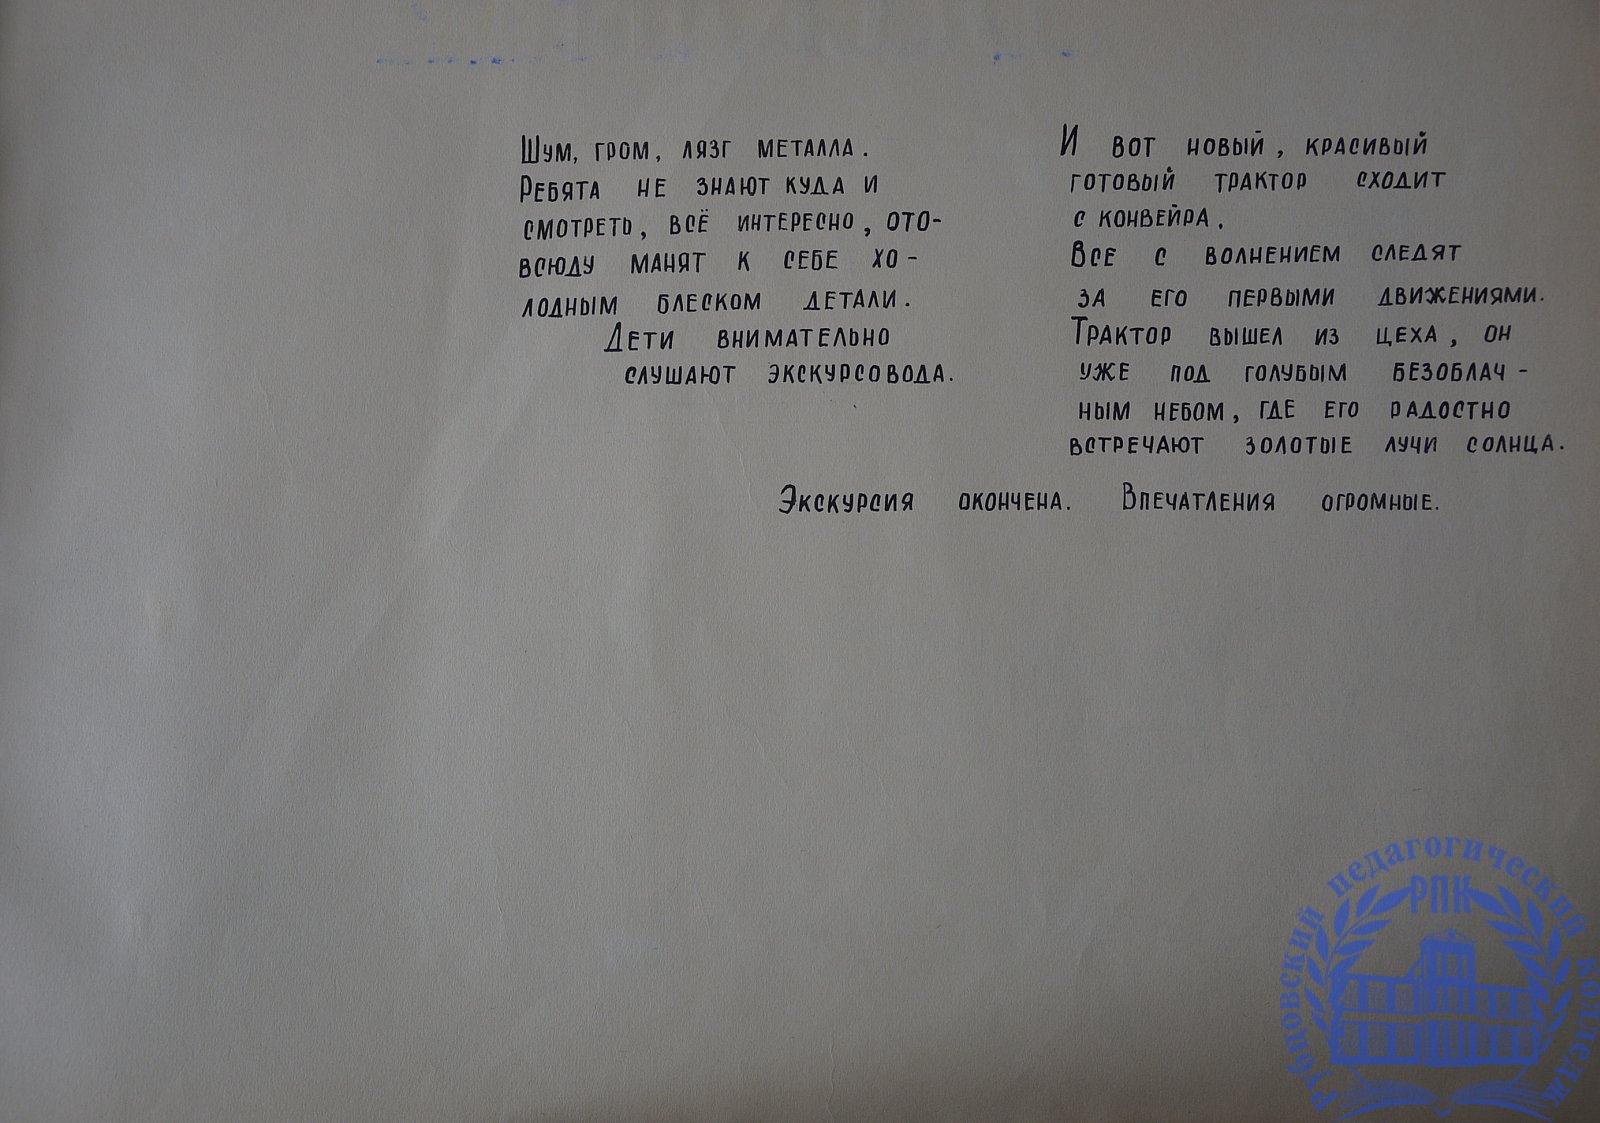 Шум, гром, лязг металла.
Ребята не знают куда и
смотреть, всё интересно, ото-
всюду манят к себе хо-
лодным блеском детали.
Дети внимательно
слушают экскурсовода.
И вот новый, красивый
готовый трактор сходит
с конвейра.
Все с волнением следят
за его первыми движениями.
Трактор вышел из цеха, он
уже под голубым безоблач-
ным небом, где его радостно
встречают золотые лучи солнца.
Экскурсия окончена. Впечатления огромные.
Рубцовский педагогический колледж
РПК